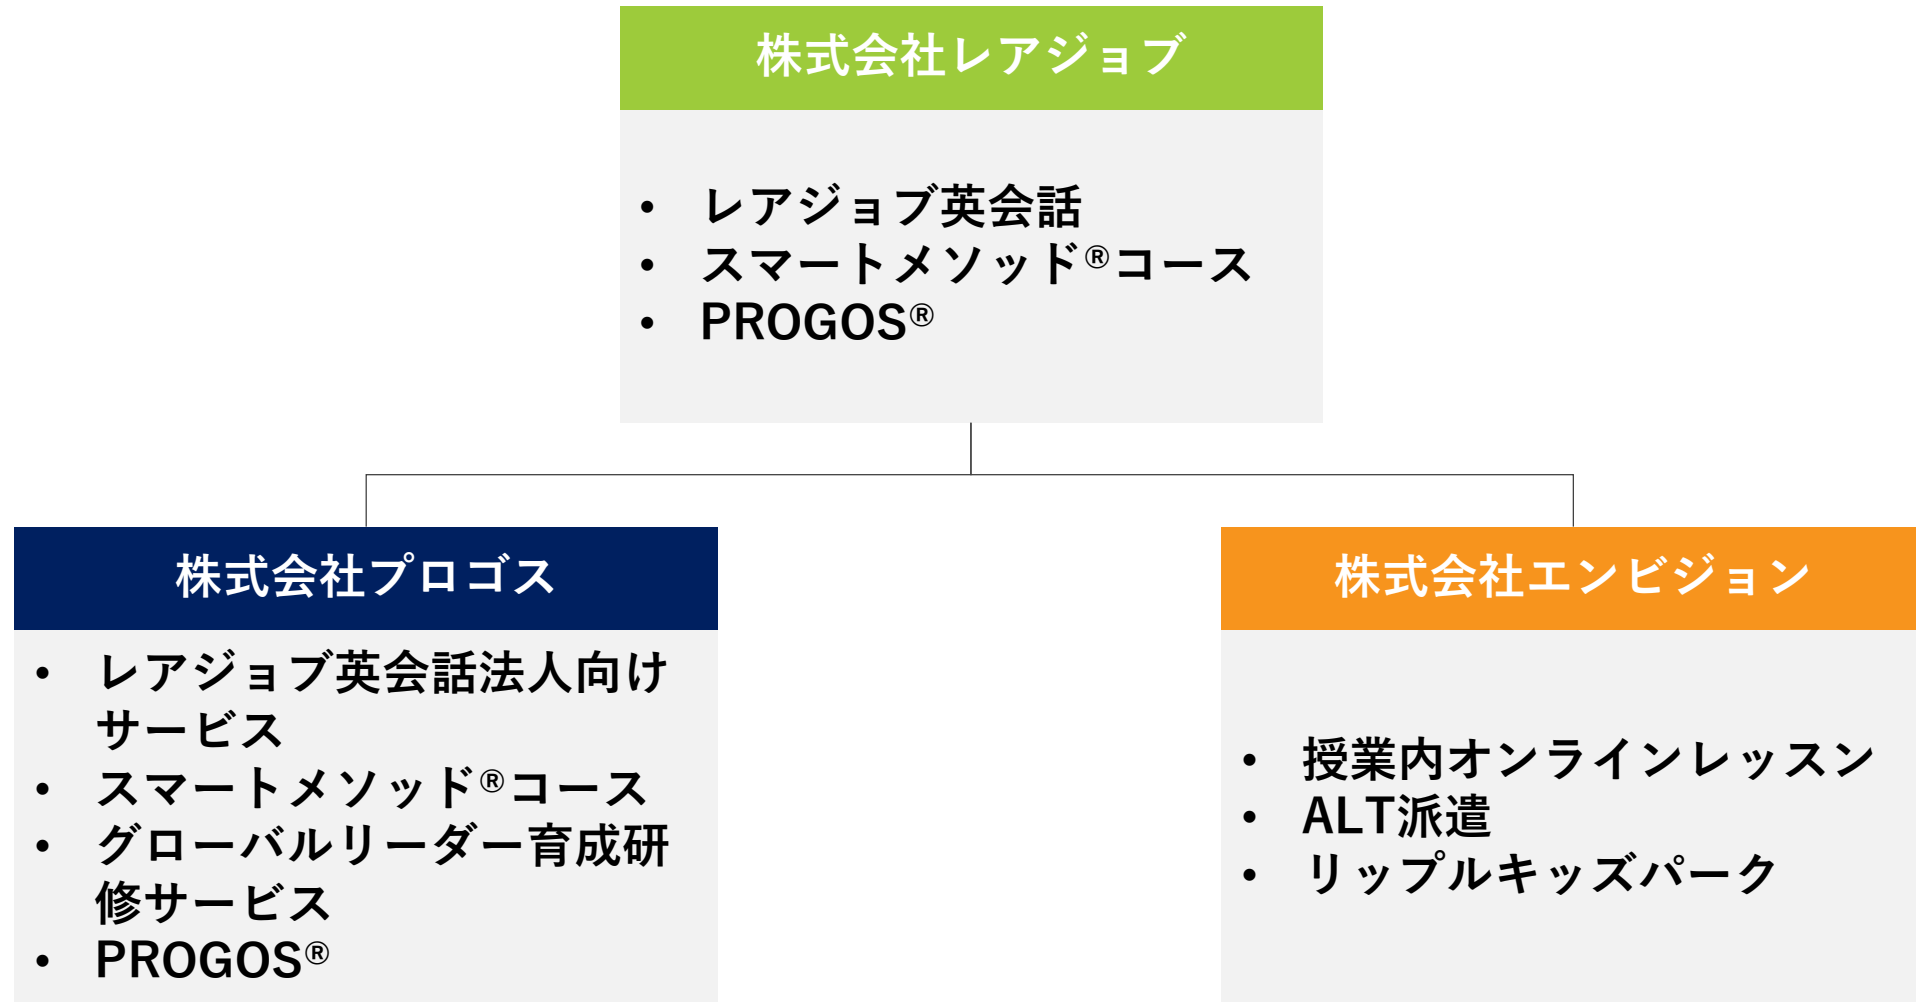 株式会社レアジョブ
• レアジョブ英会話
• スマートメソッド®コース
• PROGOS®
株式会社プロゴス
• レアジョブ英会話法人向け
サービス
• スマートメソッド®コース
• グローバルリーダー育成研
修サービス
• PROGOS®
株式会社エンビジョン
• 授業内オンラインレッスン
• ALT派遣
• リップルキッズパーク